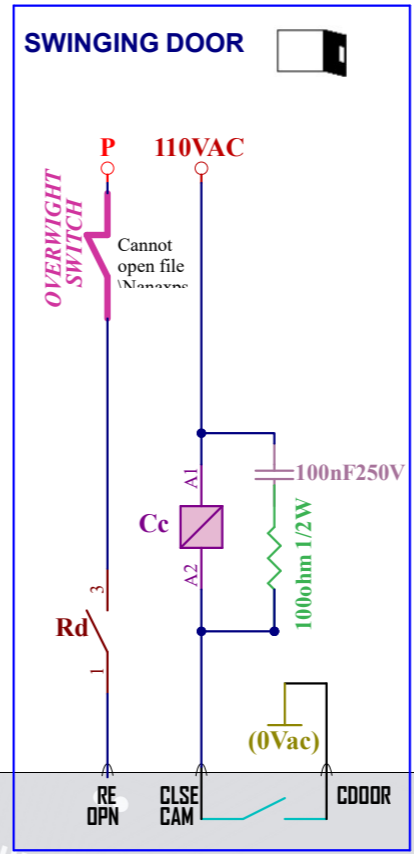 SWINGING DOOR
P
110VAC
OVERWIGHT
SWITCH
Cannot
open file
\Nanaxps
A1
100nF250V
Cc
100ohm 1/2W
A2
3
Rd
1
(0Vac)
RE
OPN
CLSE
CAM
CDOOR